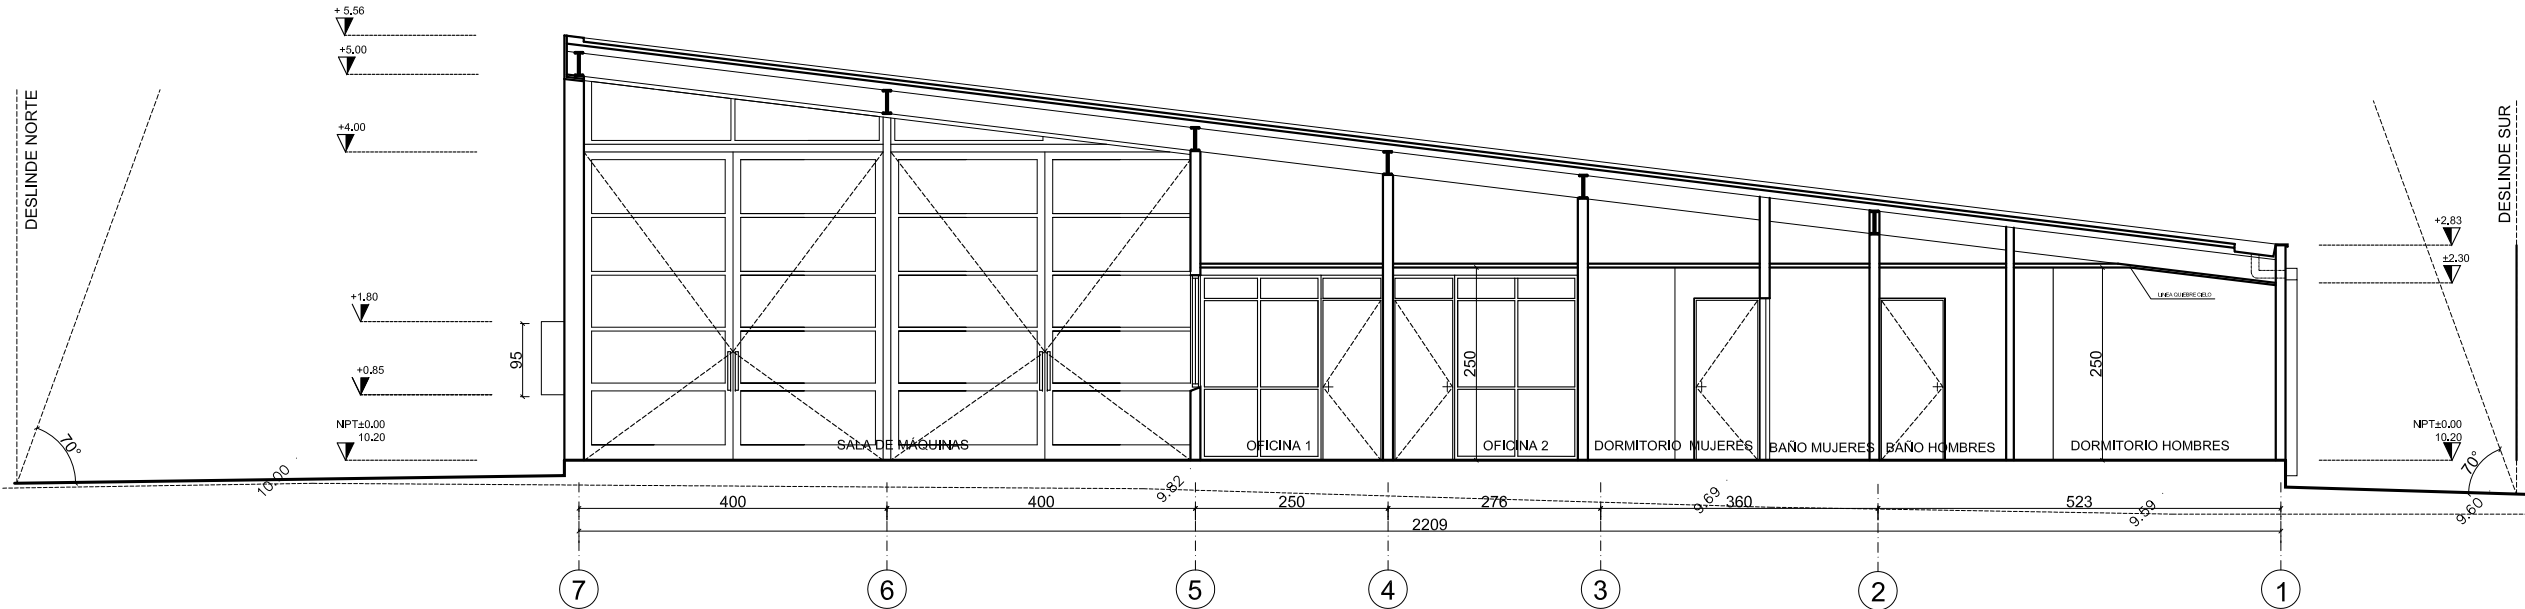 + 5.56
+5.00
DESLINDE NORTE
+4.00
+1.80
95
+0.85
NPT±0.00
10.20
70°
10.00
SALA DE MAQUINAS
OFICINA 1
OFICINA 2
250
DORMITORIO MUJERES
BAÑO MUJERES
BAÑO HOMBRES
250
DORMITORIO HOMBRES
LINEA QUIEBRE CIELO
DESLINDE SUR
+2.83
±2.30
NPT±0.00
10.20
70°
9.82
9.69
9.59
9.60
400
400
250
276
360
523
2209
7
6
5
4
3
2
1